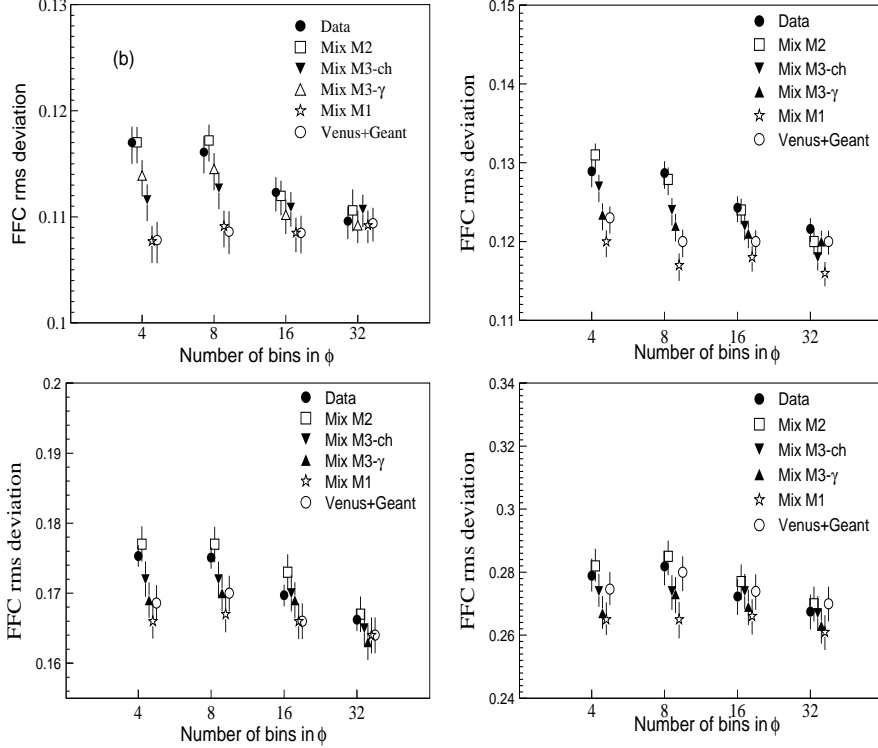 0.13
0.12
0.11
0.1
FFC rms deviation
(b)
Data
Mix M2
Mix M3-ch
Mix M3-γ
Mix M1
Venus+Geant
4 8 16 32
Number of bins in ϕ
0.15
0.14
0.13
0.12
0.11
FFC rms deviation
Data
Mix M2
Mix M3-ch
Mix M3-γ
Mix M1
Venus+Geant
4 8 16 32
Number of bins in ϕ
0.2
0.19
0.18
0.17
0.16
FFC rms deviation
Data
Mix M2
Mix M3-ch
Mix M3-γ
Mix M1
Venus+Geant
4 8 16 32
Number of bins in ϕ
0.34
0.32
0.3
0.28
0.26
0.24
FFC rms deviation
Data
Mix M2
Mix M3-ch
Mix M3-γ
Mix M1
Venus+Geant
4 8 16 32
Number of bins in ϕ